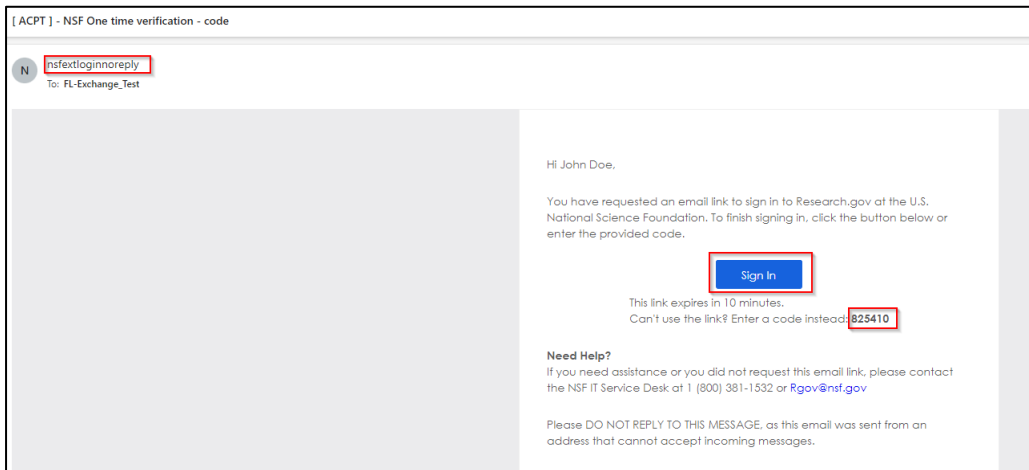 [ ACPT ] - NSF One time verification - code
N
nsfextloginnoreply
To: FL-Exchange_Test
Hi John Doe,
You have requested an email link to sign in to Research.gov at the U.S.
National Science Foundation. To finish signing in, click the button below or
enter the provided code.
Sign In
This link expires in 10 minutes.
Can't use the link? Enter a code instead: 825410
Need Help?
If you need assistance or you did not request this email link, please contact
the NSF IT Service Desk at 1 (800) 381-1532 or Rgov@nsf.gov
Please DO NOT REPLY TO THIS MESSAGE, as this email was sent from an
address that cannot accept incoming messages.